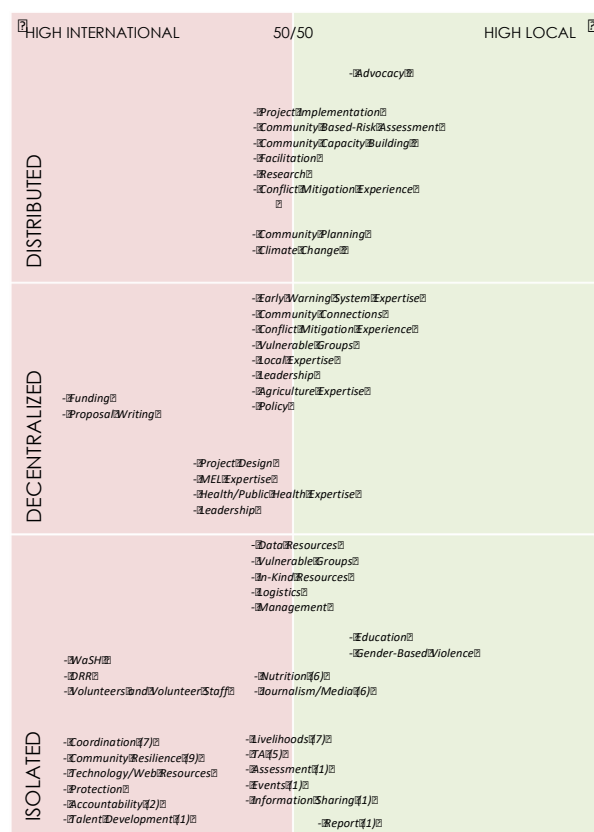 HIGH INTERNATIONAL 50/50 HIGH LOCAL
DISTRIBUTED
- Advocacy
- Project Implementation
- Community Based-Risk Assessment
- Community Capacity Building
- Facilitation
- Research
- Conflict Mitigation Experience
- Community Planning
- Climate Change
DECENTRALIZED
- Early Warning System Expertise
- Community Connections
- Conflict Mitigation Experience
- Vulnerable Groups
- Local Expertise
- Leadership
- Agriculture Expertise
- Policy
- Funding
- Proposal Writing
- Project Design
- MEL Expertise
- Health/Public Health Expertise
- Leadership
ISOLATED
- Data Resources
- Vulnerable Groups
- In-Kind Resources
- Logistics
- Management
- Education
- Gender-Based Violence
- WaSH
- DRR
- Volunteers and Volunteer Staff
- Nutrition (6)
- Journalism/Media (6)
- Coordination (7)
- Community Resilience (9)
- Technology/Web Resources
- Protection
- Accountability (2)
- Talent Development (1)
- Livelihoods (7)
- TA (5)
- Assessment (1)
- Events (1)
- Information Sharing (1)
- Report (1)